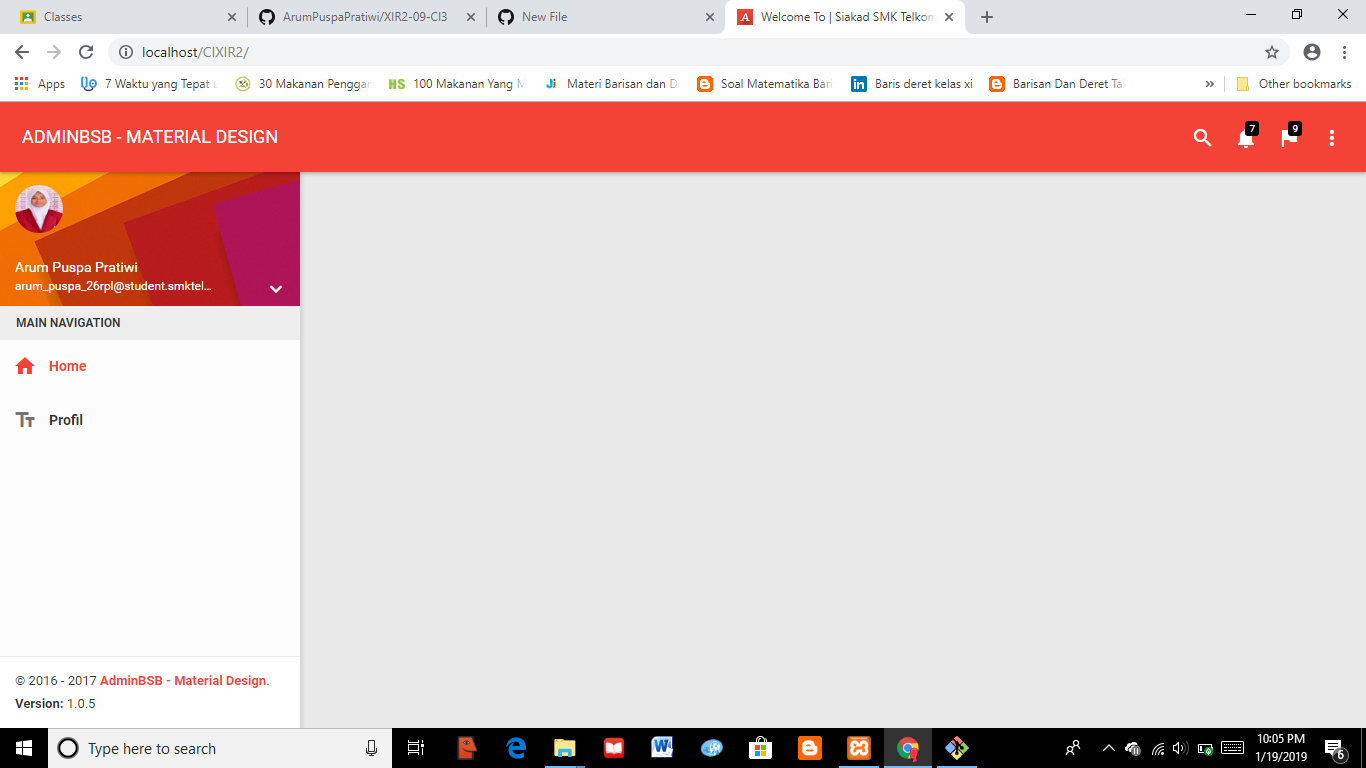 Classes
ArumPuspaPratiwi/XIR2-09-CI3
New File
Welcome To | Siakad SMK Telkom
localhost/CIXIR2/
Apps
7 Waktu yang Tepat u
30 Makanan Penggan
100 Makanan Yang M
Materi Barisan dan D
Soal Matematika Bari
Baris deret kelas xi
Barisan Dan Deret Tak
»
Other bookmarks
ADMINBSB - MATERIAL DESIGN
7
9
Arum Puspa Pratiwi
arum_puspa_26rpl@student.smktel...
MAIN NAVIGATION
Home
Profil
© 2016 - 2017 AdminBSB - Material Design.
Version: 1.0.5
Type here to search
10:05 PM
1/19/2019
6